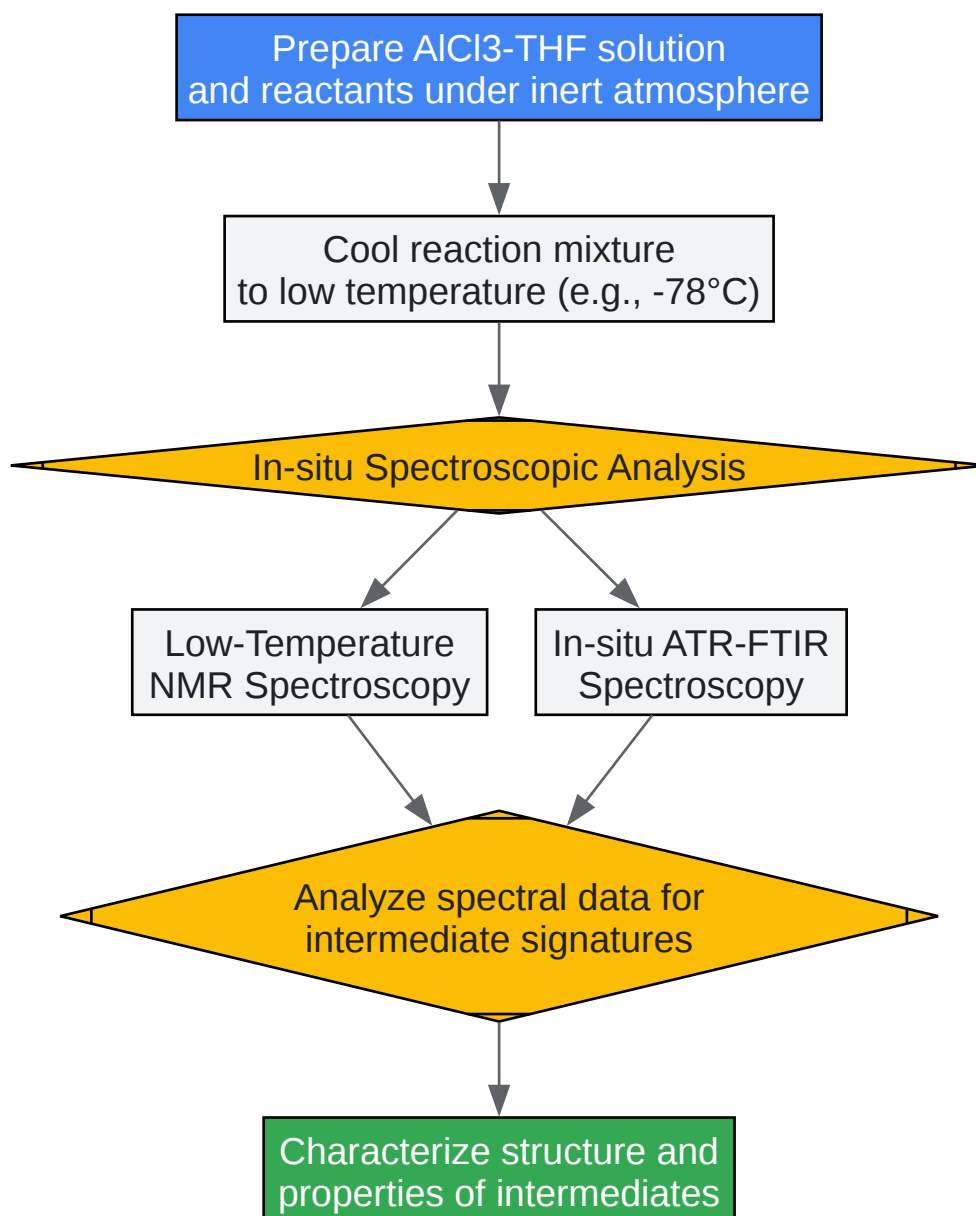 Prepare AlCl3-THF solution
and reactants under inert atmosphere
Cool reaction mixture
to low temperature (e.g., -78°C)
In-situ Spectroscopic Analysis
Low-Temperature
NMR Spectroscopy
In-situ ATR-FTIR
Spectroscopy
Analyze spectral data for
intermediate signatures
Characterize structure and
properties of intermediates